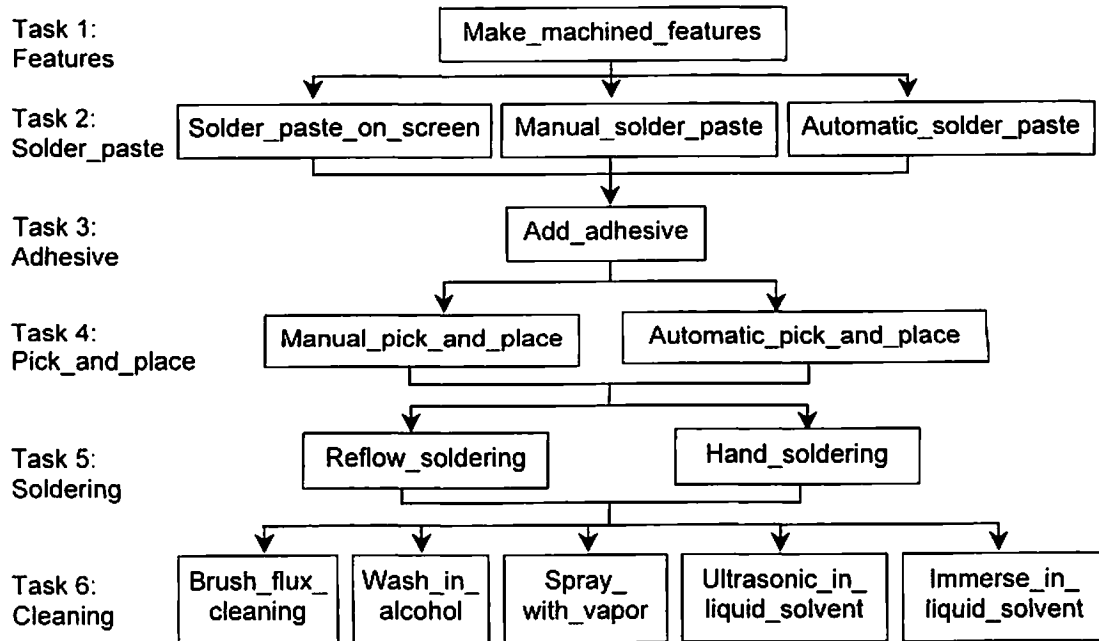 Task 1:
Features
Make_machined_features
Task 2:
Solder_paste
Solder_paste_on_screen
Manual_solder_paste
Automatic_solder_paste
Task 3:
Adhesive
Add_adhesive
Task 4:
Pick_and_place
Manual_pick_and_place
Automatic_pick_and_place
Task 5:
Soldering
Reflow_soldering
Hand_soldering
Task 6:
Cleaning
Brush_flux_
cleaning
Wash_in_
alcohol
Spray_
with_vapor
Ultrasonic_in_
liquid_solvent
Immerse_in_
liquid_solvent